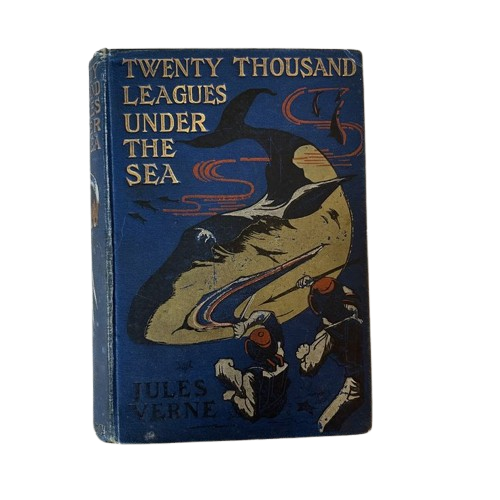 TWENTY THOUSAND
LEAGUES
UNDER
THE
SEA
JULES
VERNE